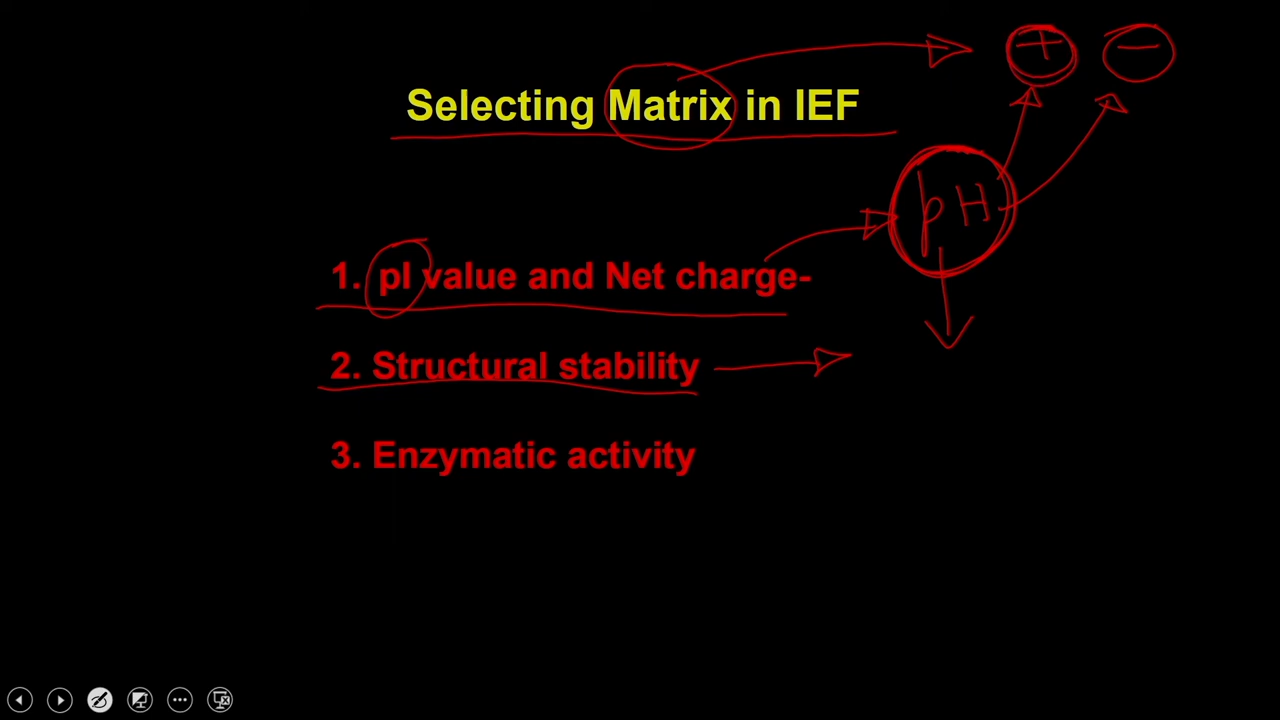 + −
Selecting Matrix in IEF
pH
1. pI value and Net charge-
2. Structural stability
3. Enzymatic activity